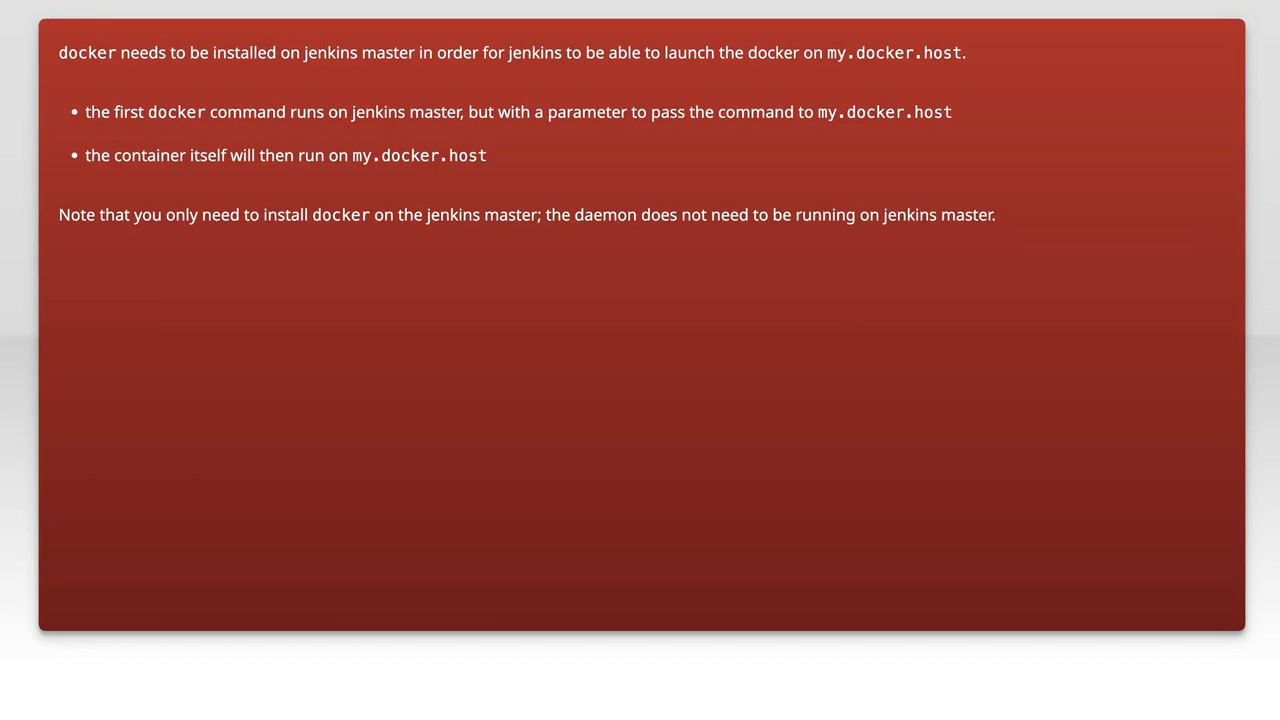 docker needs to be installed on jenkins master in order for jenkins to be able to launch the docker on my.docker.host.
• the first docker command runs on jenkins master, but with a parameter to pass the command to my.docker.host
• the container itself will then run on my.docker.host
Note that you only need to install docker on the jenkins master; the daemon does not need to be running on jenkins master.